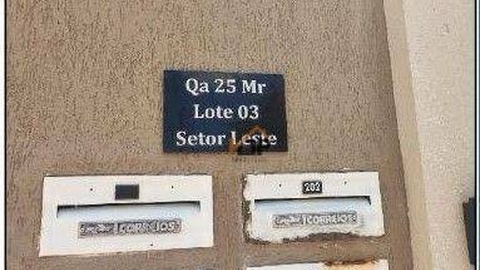 Qa 25 Mr
Lote 03
Setor Leste
202
CORREIOS
CORREIOS